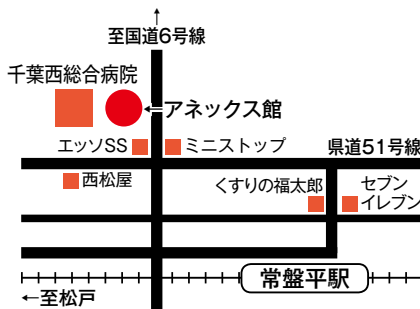 至国道6号線
千葉西総合病院
←アネックス館
エッソSS
ミニストップ
県道51号線
西松屋
くすりの福太郎
セブン
イレブン
常盤平駅
←至松戸